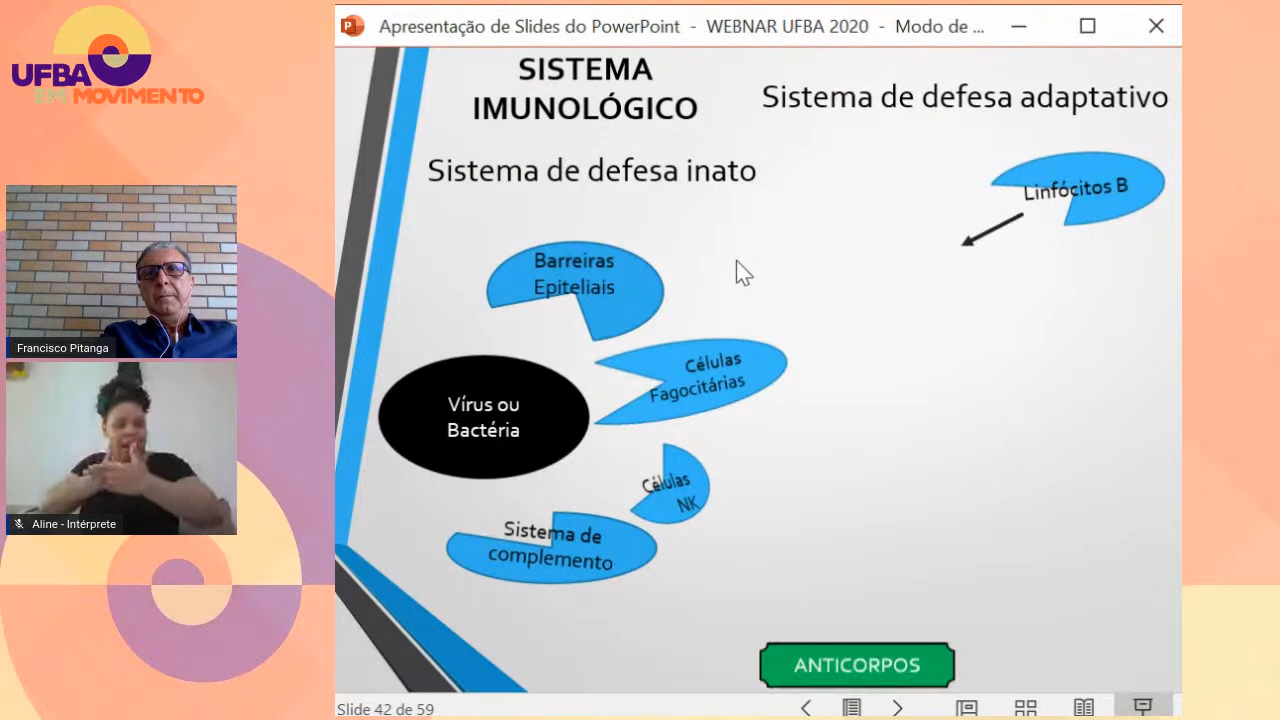 UFBA
EM MOVIMENTO
Francisco Pitanga
Aline - Intérprete
Apresentação de Slides do PowerPoint - WEBNAR UFBA 2020 - Modo de ...
SISTEMA
IMUNOLÓGICO
Sistema de defesa adaptativo
Sistema de defesa inato
Linfócitos B
Barreiras
Epiteliais
Células
Fagocitárias
Vírus ou
Bactéria
Células
NK
Sistema de
complemento
ANTICORPOS
Slide 42 de 59